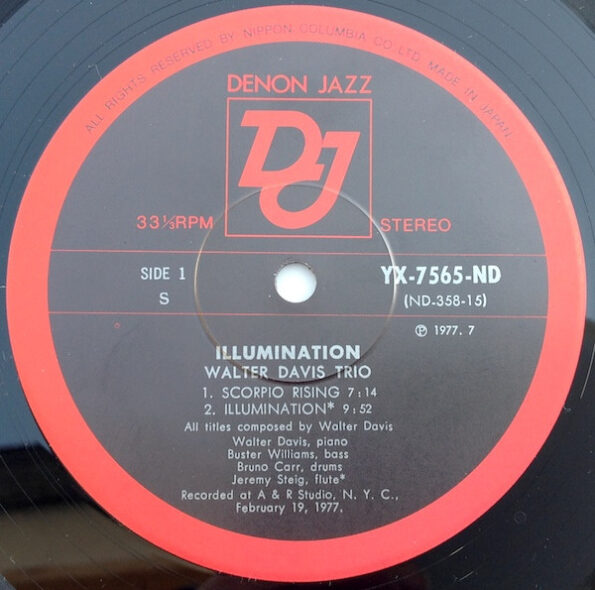 ALL RIGHTS RESERVED BY NIPPON COLUMBIA CO. LTD. MADE IN JAPAN.
DENON JAZZ
DJ
33⅓RPM STEREO
SIDE 1 YX-7565-ND
S (ND-358-15)
Ⓟ 1977. 7
ILLUMINATION
WALTER DAVIS TRIO
1. SCORPIO RISING 7:14
2. ILLUMINATION* 9:52
All titles composed by Walter Davis
Walter Davis, piano
Buster Williams, bass
Bruno Carr, drums
Jeremy Steig, flute*
Recorded at A & R Studio, N. Y. C.,
February 19, 1977.